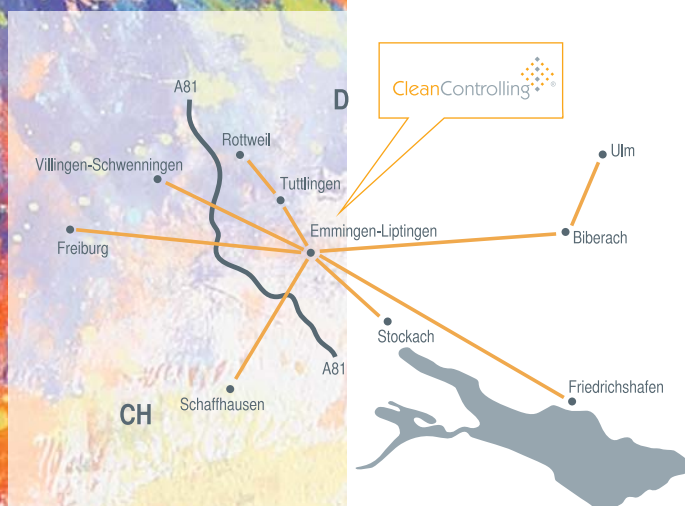 A81
D
CleanControlling
®
Rottweil
Ulm
Villingen-Schwenningen
Tuttlingen
Emmingen-Liptingen
Biberach
Freiburg
Stockach
A81
Friedrichshafen
Schaffhausen
CH